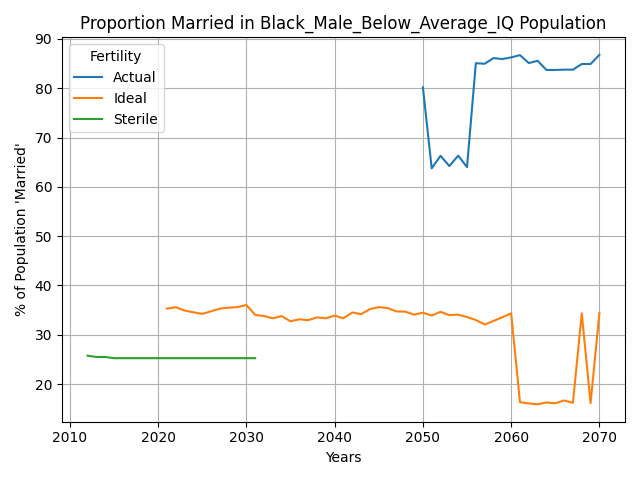 Proportion Married in Black_Male_Below_Average_IQ Population
% of Population 'Married'
90
80
70
60
50
40
30
20
Fertility
Actual
Ideal
Sterile
2010 2020 2030 2040 2050 2060 2070
Years